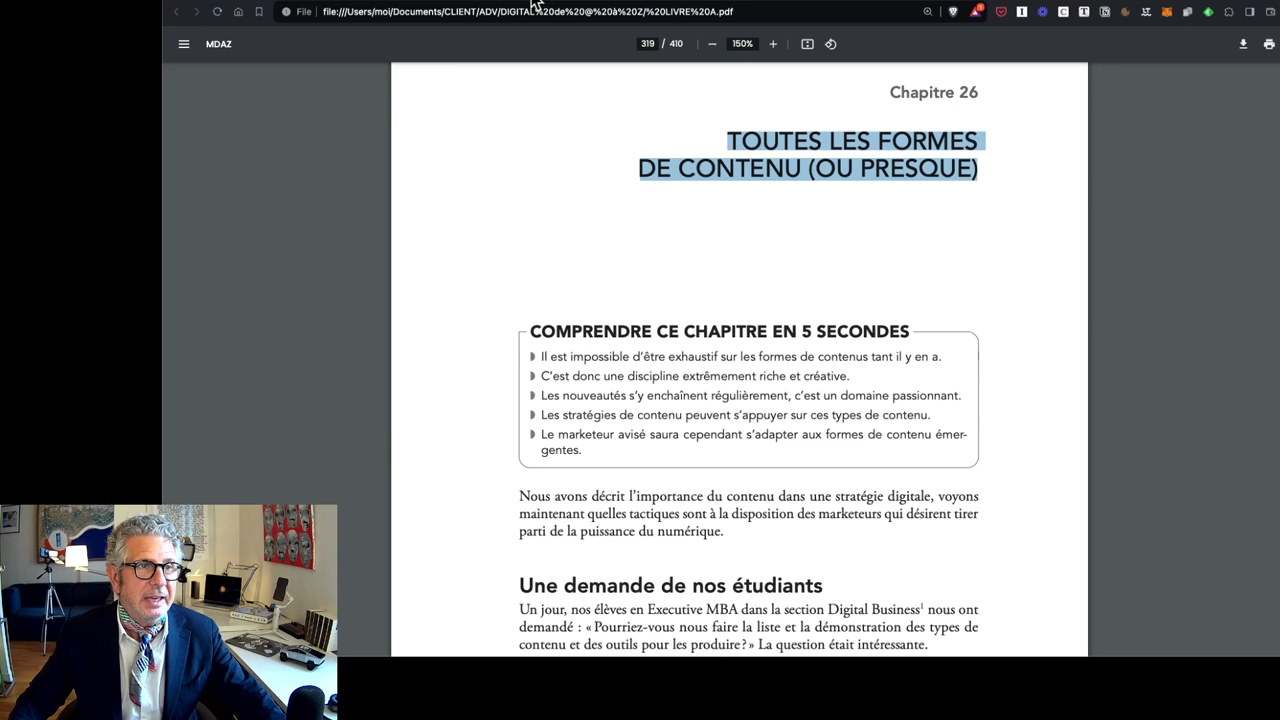 File file:///Users/moi/Documents/CLIENT/ADV/DIGITAL%20de%20@%20à%20Z/%20LIVRE%20A.pdf
MDAZ
319 / 410
150%
Chapitre 26
TOUTES LES FORMES
DE CONTENU (OU PRESQUE)
COMPRENDRE CE CHAPITRE EN 5 SECONDES
Il est impossible d’être exhaustif sur les formes de contenus tant il y en a.
C’est donc une discipline extrêmement riche et créative.
Les nouveautés s’y enchaînent régulièrement, c’est un domaine passionnant.
Les stratégies de contenu peuvent s’appuyer sur ces types de contenu.
Le marketeur avisé saura cependant s’adapter aux formes de contenu émer-
gentes.
Nous avons décrit l’importance du contenu dans une stratégie digitale, voyons
maintenant quelles tactiques sont à la disposition des marketeurs qui désirent tirer
parti de la puissance du numérique.
Une demande de nos étudiants
Un jour, nos élèves en Executive MBA dans la section Digital Business¹ nous ont
demandé : « Pourriez-vous nous faire la liste et la démonstration des types de
contenu et des outils pour les produire ? » La question était intéressante.